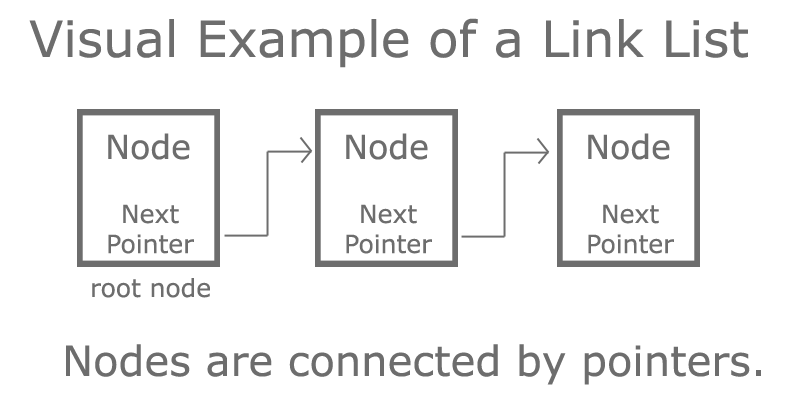 Visual Example of a Link List
Node
Next
Pointer
root node
Node
Next
Pointer
Node
Next
Pointer
Nodes are connected by pointers.